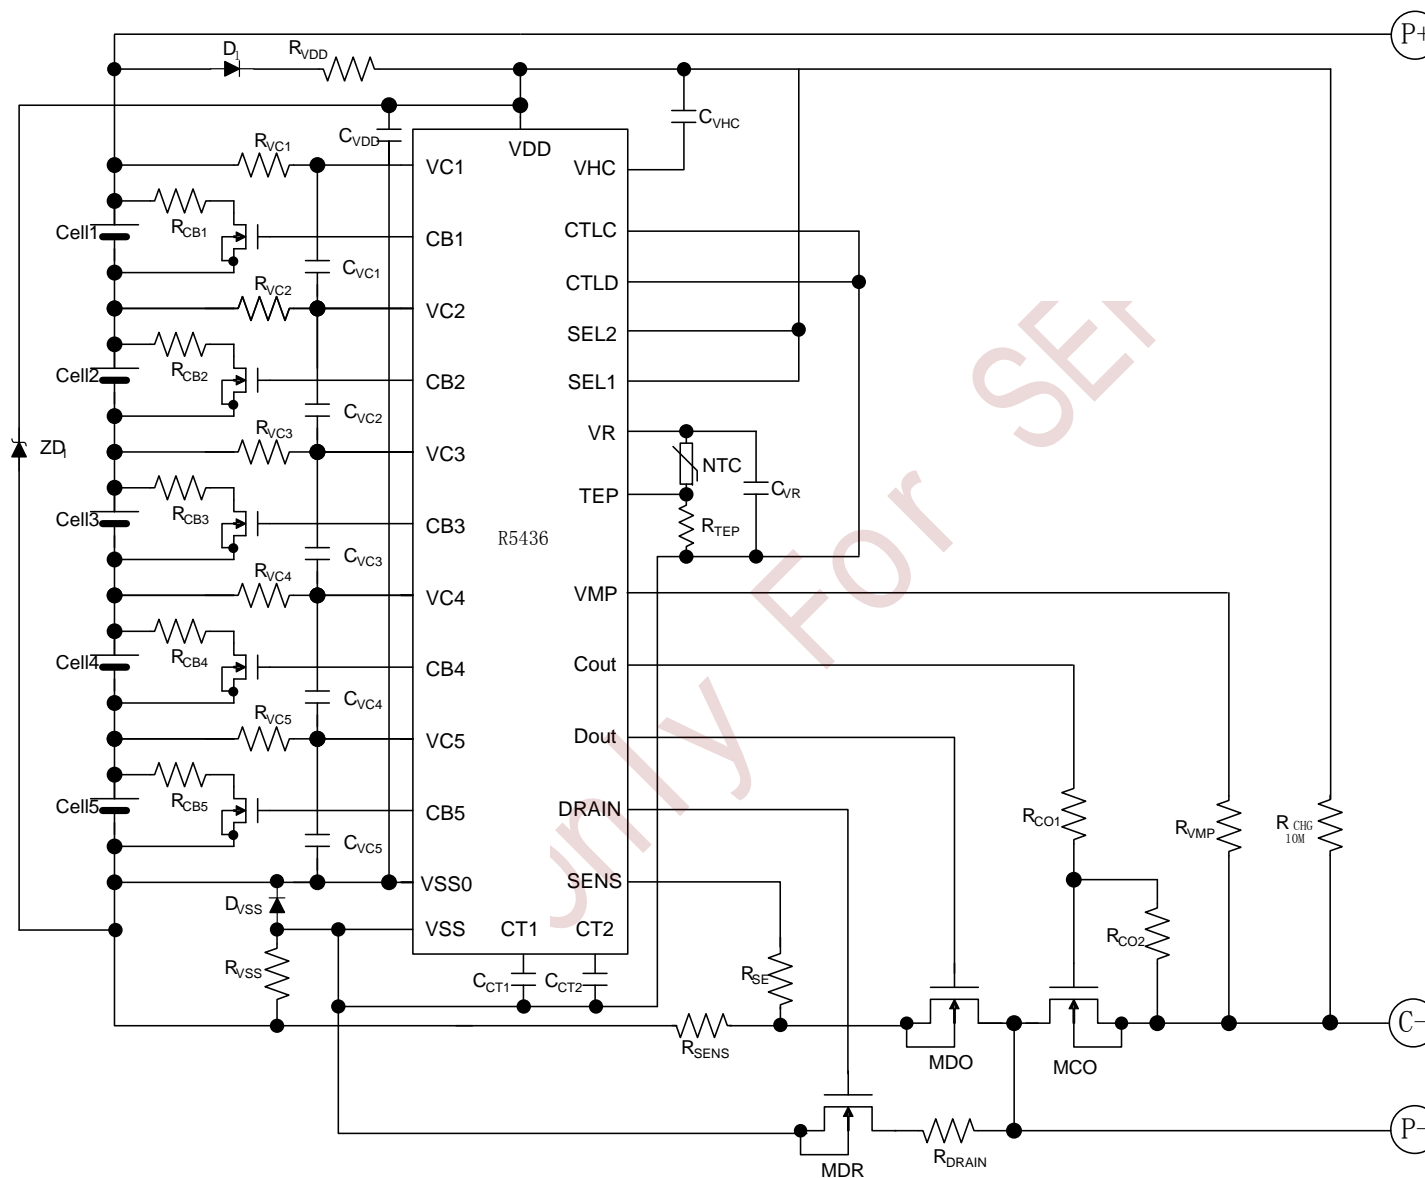 P+
D1
RVDD
CVDD
CVHC
VDD
RVC1
VC1
VHC
Cell1
RCB1
CB1
CTLC
CVC1
CTLD
RVC2
VC2
SEL2
Cell2
RCB2
CB2
SEL1
CVC2
RVC3
VC3
VR
ZD1
NTC
TEP
CVR
Cell3
RCB3
CB3
RTEP
R5436
CVC3
RVC4
VC4
VMP
Cell4
RCB4
CB4
Cout
CVC4
RVC5
VC5
Dout
Cell5
RCB5
CB5
DRAIN
RCO1
RVMP
RCHG
10M
CVC5
VSS0
SENS
DVSS
VSS
CT1
CT2
RCO2
RVSS
CCT1
CCT2
RSE
C-
RSENS
MDO
MCO
P-
RDRAIN
MDR
only For SE